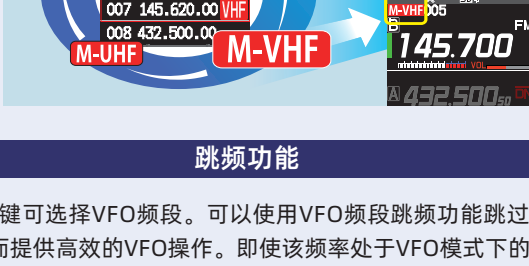 007 145.620.00 VHF
008 432.500.00
M-UHF
M-VHF
M-VHF 005
B
FM
145.700
VOL
A 432.500 50
跳频功能
键可选择VFO频段。可以使用VFO频段跳频功能跳过
而提供高效的VFO操作。即使该频率处于VFO模式下的